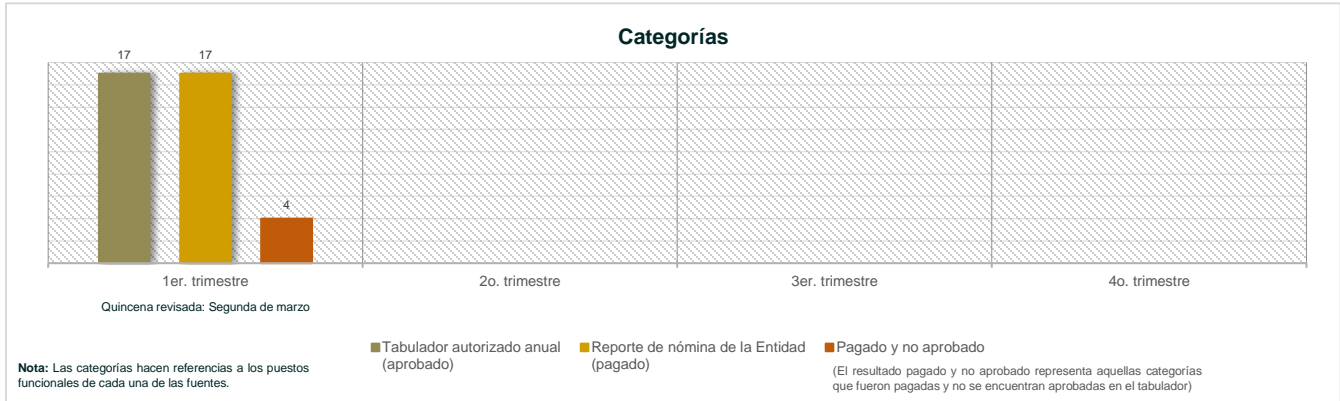 Categorías
17
17
4
1er. trimestre
2o. trimestre
3er. trimestre
4o. trimestre
Quincena revisada: Segunda de marzo
Tabulador autorizado anual
(aprobado)
Reporte de nómina de la Entidad
(pagado)
Pagado y no aprobado
(El resultado pagado y no aprobado representa aquellas categorías
que fueron pagadas y no se encuentran aprobadas en el tabulador)
Nota: Las categorías hacen referencias a los puestos
funcionales de cada una de las fuentes.